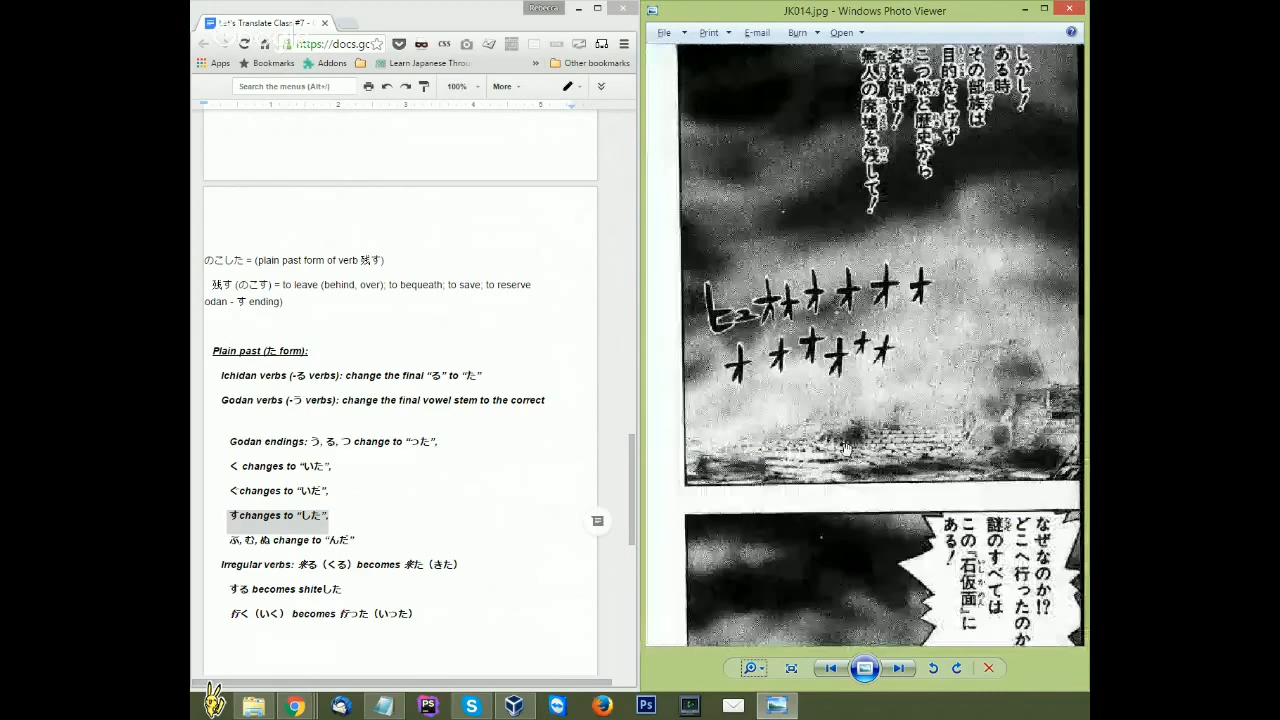 Rebecca
Let's Translate Class #7 - G
https://docs.goo
css
Apps
Bookmarks
Addons
Learn Japanese Throu
»
Other bookmarks
Search the menus (Alt+/)
100%
More
1
2
3
4
5
のこした = (plain past form of verb 残す)
残す (のこす) = to leave (behind, over); to bequeath; to save; to reserve
odan - す ending)
Plain past (た form):
Ichidan verbs (-る verbs): change the final “る” to “た”
Godan verbs (-う verbs): change the final vowel stem to the correct
Godan endings: う, る, つ change to “った”,
く changes to “いた”,
ぐchanges to “いだ”,
すchanges to “した”,
ぶ, む, ぬ change to “んだ”
Irregular verbs: 来る（くる）becomes 来た（きた）
する becomes shiteした
行く（いく） becomes 行った（いった）
JK014.jpg - Windows Photo Viewer
File
Print
E-mail
Burn
Open
しかし！
ある時
その部族は
目的をとげず
こつ然と歴史から
姿を消す！
無人の廃墟を残して！
ヒュオオオオオオ
オオオオオオ
なぜなのか!?
どこへ行ったのか
謎のすべては
この『石仮面』に
ある！
PS
Ps